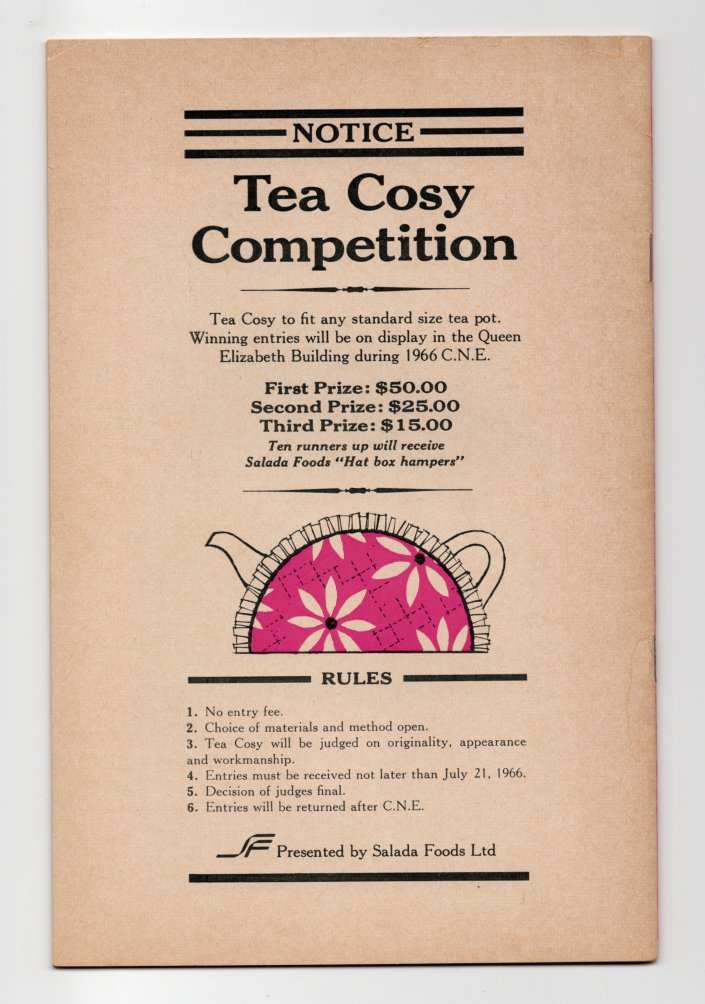 NOTICE
Tea Cosy
Competition
Tea Cosy to fit any standard size tea pot.
Winning entries will be on display in the Queen
Elizabeth Building during 1966 C.N.E.
First Prize: $50.00
Second Prize: $25.00
Third Prize: $15.00
Ten runners up will receive
Salada Foods "Hat box hampers"
RULES
1. No entry fee.
2. Choice of materials and method open.
3. Tea Cosy will be judged on originality, appearance
and workmanship.
4. Entries must be received not later than July 21, 1966.
5. Decision of judges final.
6. Entries will be returned after C.N.E.
SF Presented by Salada Foods Ltd